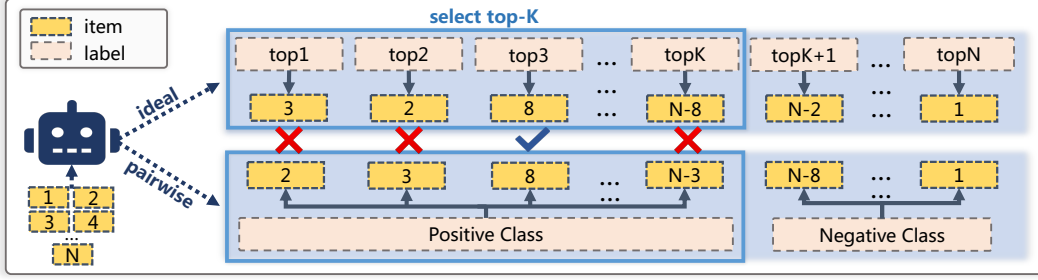 select top-K
item
label
top1 top2 top3 ... topK topK+1 ... topN
... ...
3 2 8 ... N-8 N-2 ... 1
ideal
pairwise
2 3 8 ... N-3 N-8 ... 1
... ...
1 2
3 4
...
N
Positive Class Negative Class